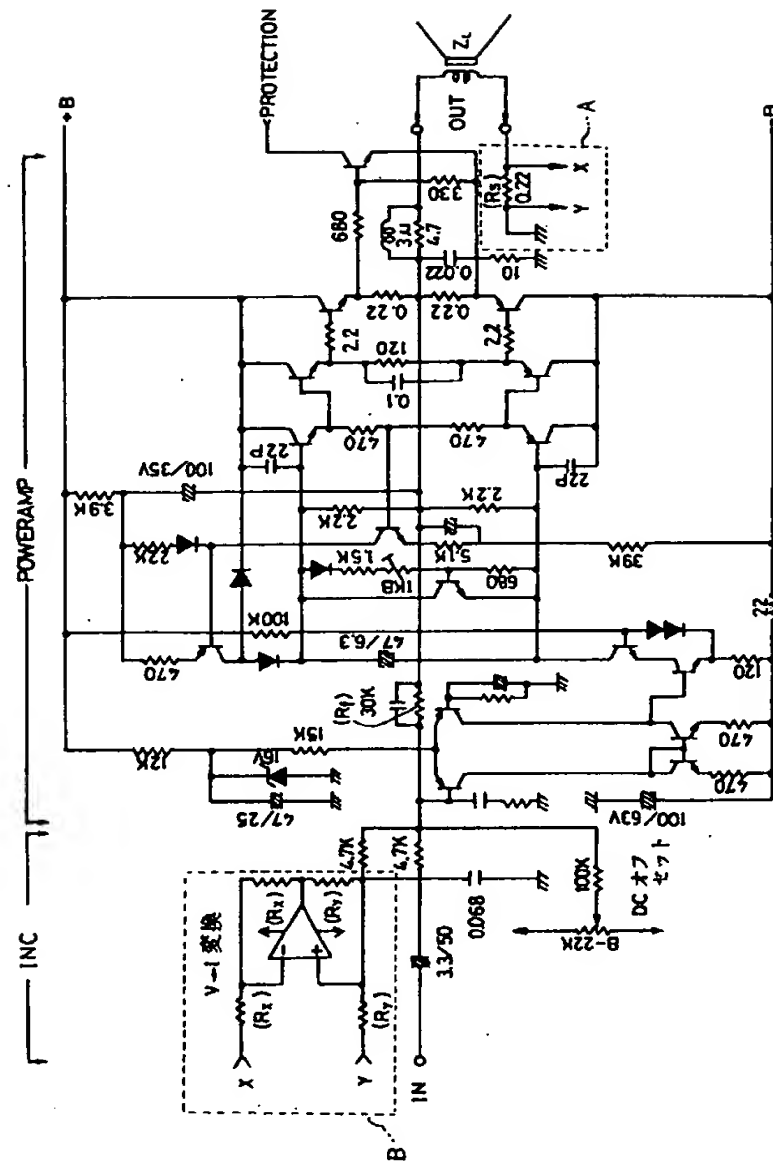 INC
POWERAMP
V→I 変換
X
Y
(Rx)
(Rx)
(Ry)
(Ry)
-
+
B
IN
3.3/50
0.068
4.7K
4.7K
100K
B-22K
DC オフ
セット
12K
16V
47/25
15K
(Rf)
30K
100/63V
470
470
120
22
470
100K
47/6.3
22K
3.9K
100/35V
1.5K
1KB
680
5.1K
39K
2.2K
2.2K
22P
22P
470
470
0.1
120
2.2
2.2
0.22
0.22
680
330
3μ
4.7
0.022
10
+B
-B
PROTECTION
OUT
ZL
(Rs)
0.22
X
Y
A